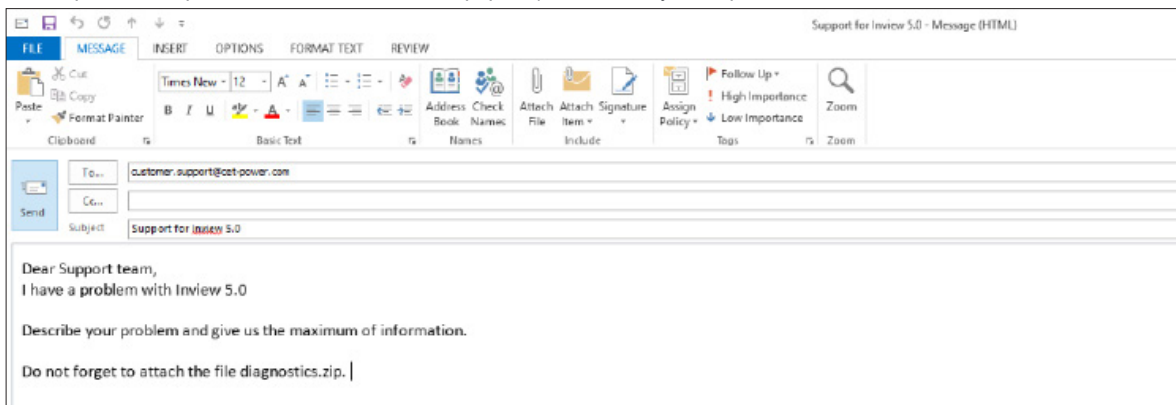 Support for Inview 5.0 - Message (HTML)
FILE MESSAGE INSERT OPTIONS FORMAT TEXT REVIEW
Cut
Copy
Format Painter
Paste
Clipboard
Times New 12
B I U
Basic Text
Address Book
Check Names
Names
Attach File
Attach Item
Signature
Include
Assign Policy
Follow Up
High Importance
Low Importance
Tags
Zoom
Zoom
Send
To... customer.support@cet-power.com
Cc...
Subject Support for Inview 5.0
Dear Support team,
I have a problem with Inview 5.0
Describe your problem and give us the maximum of information.
Do not forget to attach the file diagnostics.zip.